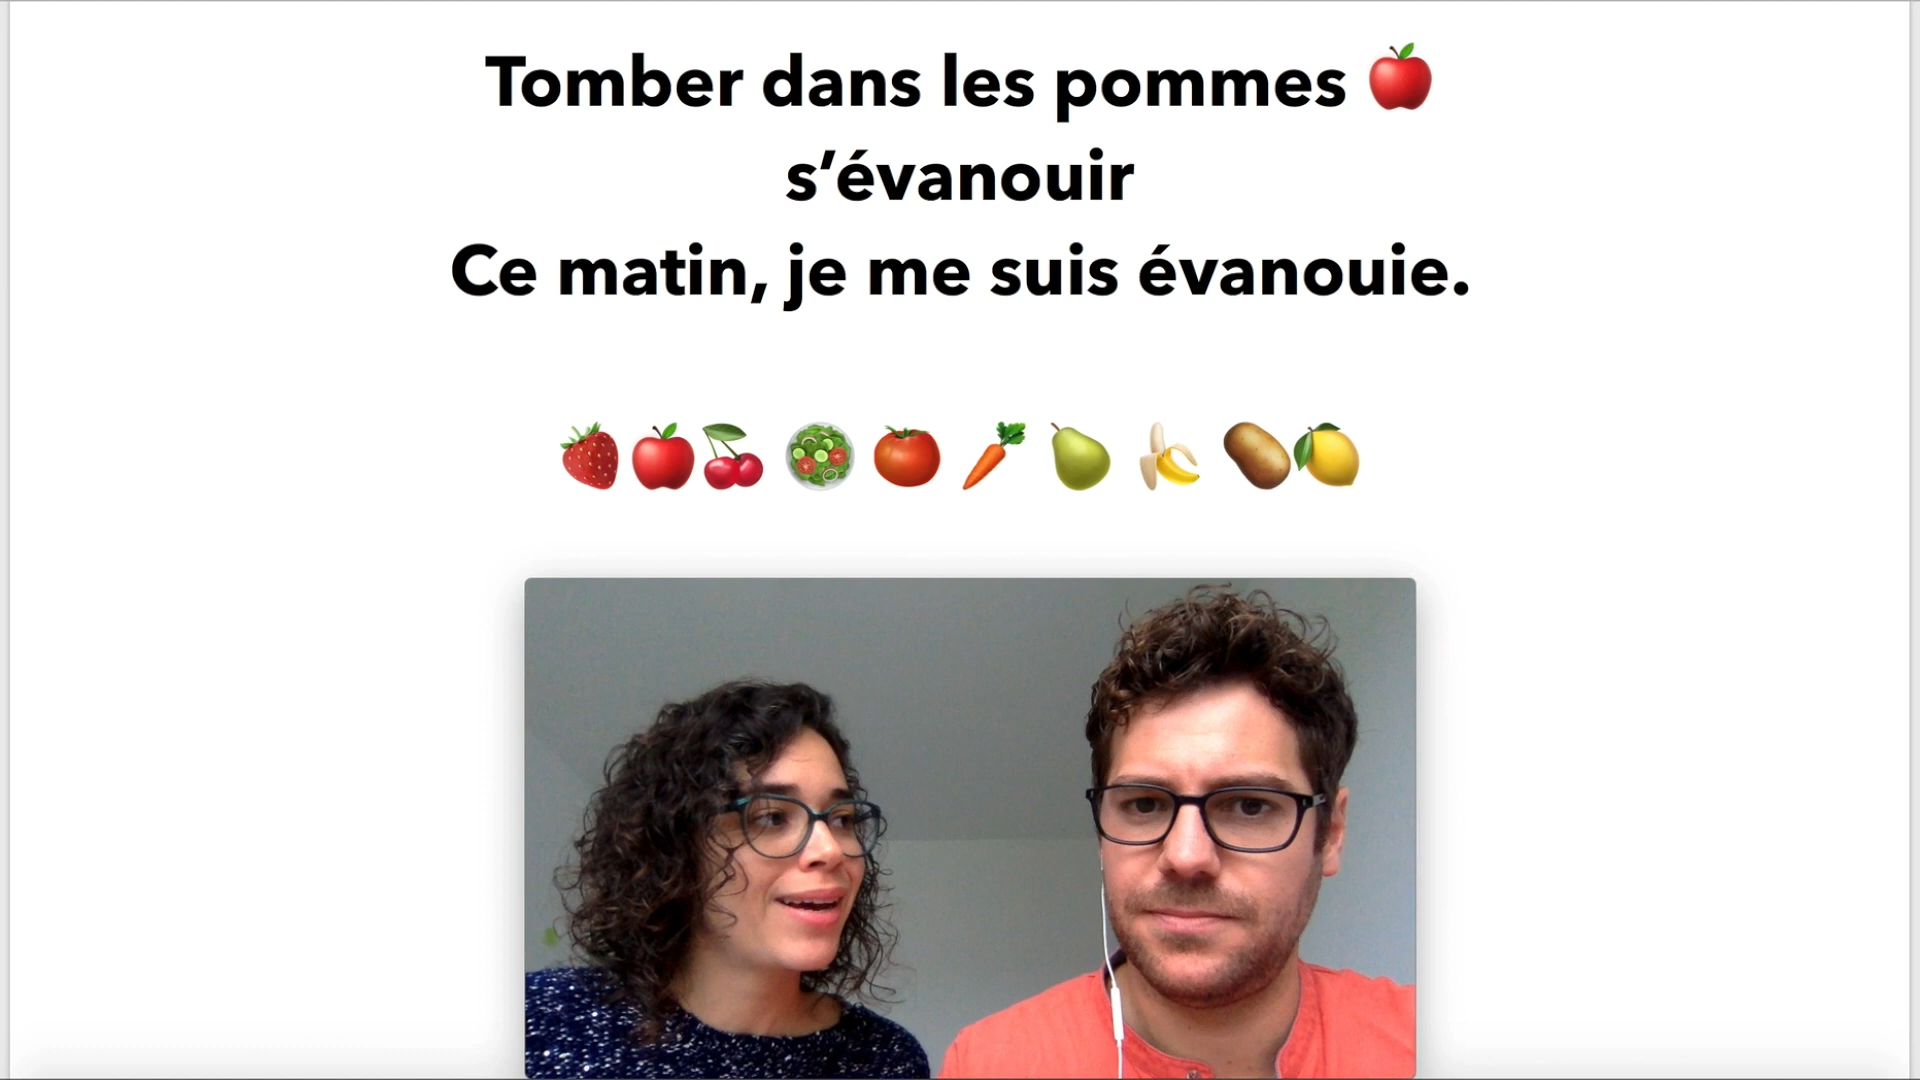 Tomber dans les pommes 🍎
s’évanouir
Ce matin, je me suis évanouie.